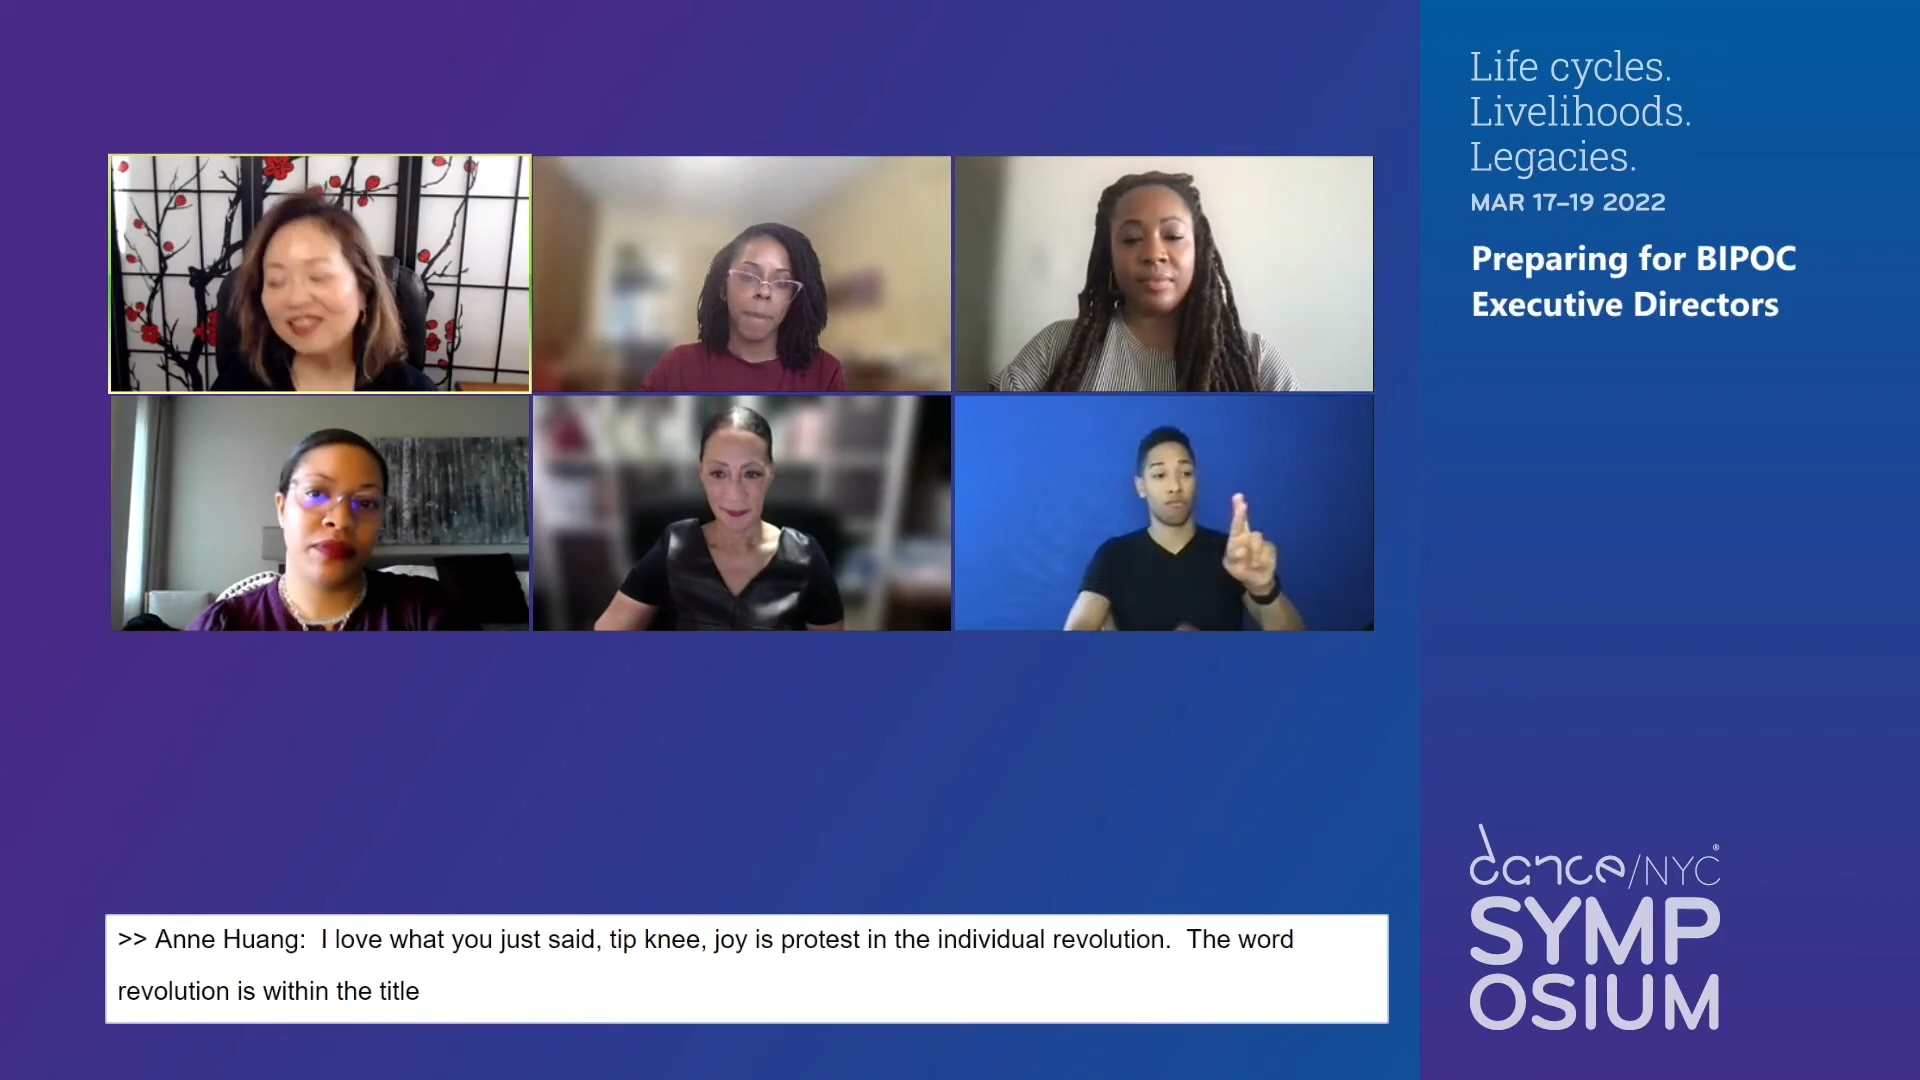 Life cycles.
Livelihoods.
Legacies.
MAR 17–19 2022
Preparing for BIPOC
Executive Directors
>> Anne Huang:  I love what you just said, tip knee, joy is protest in the individual revolution.  The word
revolution is within the title
dance/NYC®
SYMP
OSIUM